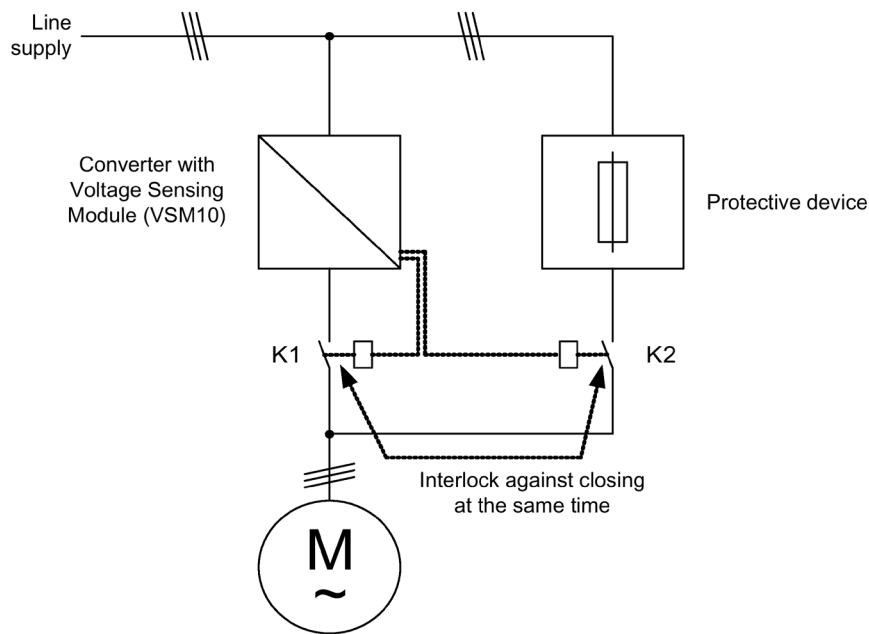 Line
supply
Converter with
Voltage Sensing
Module (VSM10)
Protective device
K1
K2
Interlock against closing
at the same time
M
~